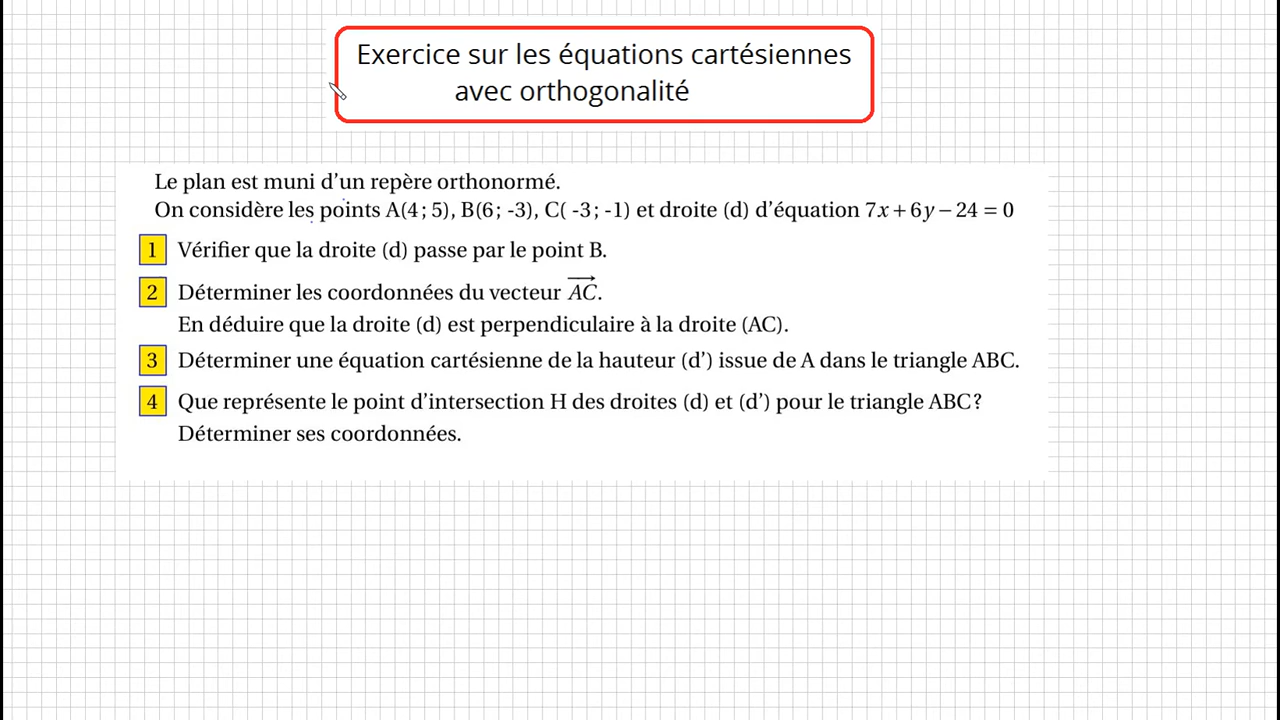 Exercice sur les équations cartésiennes
avec orthogonalité
Le plan est muni d’un repère orthonormé.
On considère les points A(4 ; 5), B(6 ; -3), C( -3 ; -1) et droite (d) d’équation 7x + 6y − 24 = 0
1 Vérifier que la droite (d) passe par le point B.
2 Déterminer les coordonnées du vecteur \overrightarrow{AC}.
En déduire que la droite (d) est perpendiculaire à la droite (AC).
3 Déterminer une équation cartésienne de la hauteur (d’) issue de A dans le triangle ABC.
4 Que représente le point d’intersection H des droites (d) et (d’) pour le triangle ABC ?
Déterminer ses coordonnées.